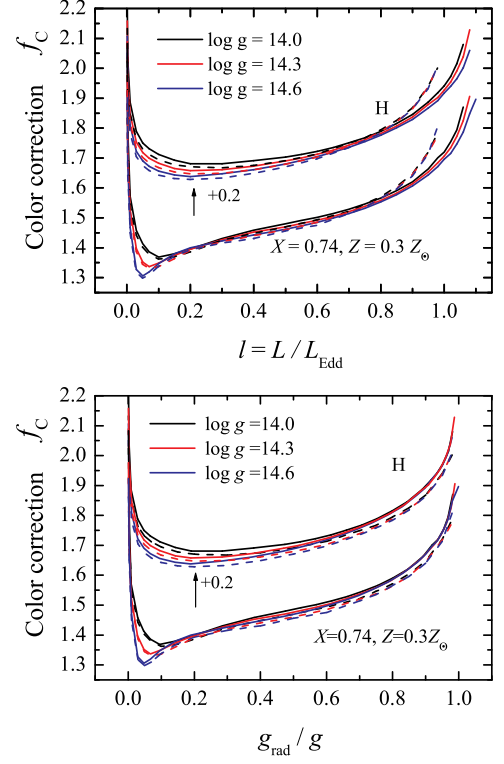 2.2
2.1
2.0
1.9
1.8
1.7
1.6
1.5
1.4
1.3
Color correction f_C
log g = 14.0
log g = 14.3
log g = 14.6
H
+0.2
X = 0.74, Z = 0.3 Z_⊙
0.0 0.2 0.4 0.6 0.8 1.0
l = L / L_Edd
2.2
2.1
2.0
1.9
1.8
1.7
1.6
1.5
1.4
1.3
Color correction f_C
log g = 14.0
log g = 14.3
log g = 14.6
H
+0.2
X=0.74, Z=0.3Z_⊙
0.0 0.2 0.4 0.6 0.8 1.0
g_rad / g